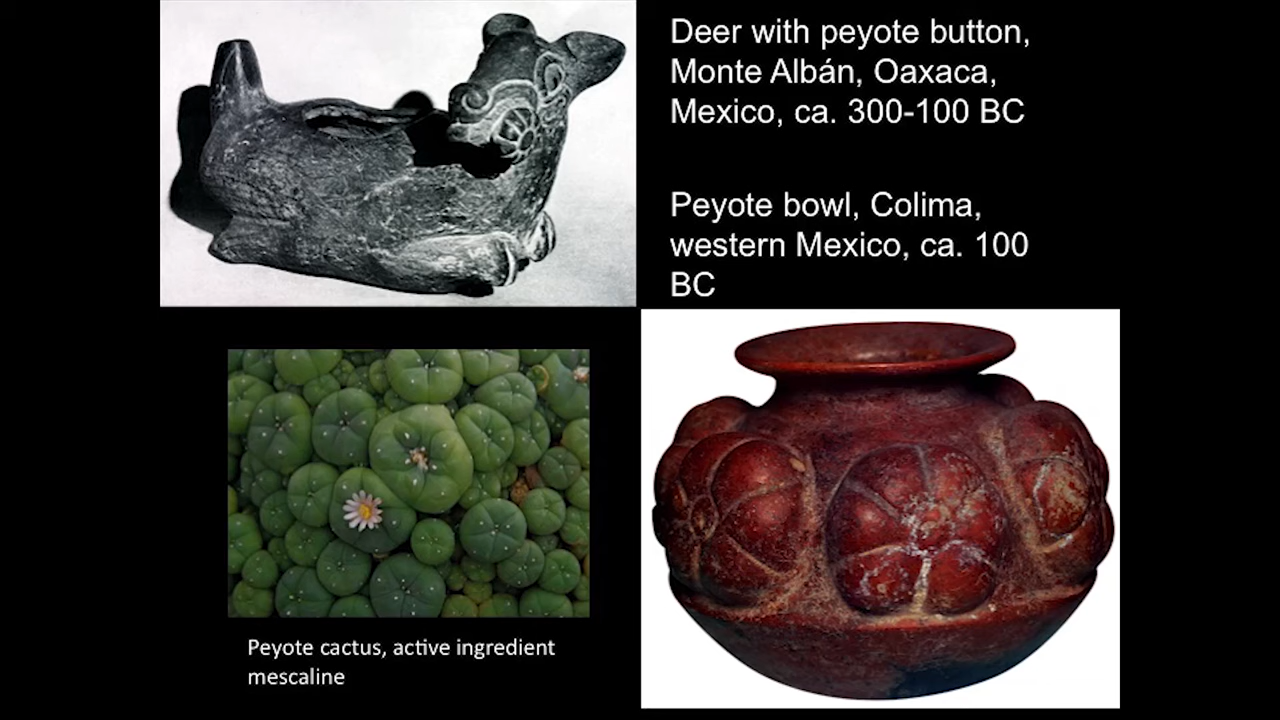 Deer with peyote button,
Monte Albán, Oaxaca,
Mexico, ca. 300-100 BC
Peyote bowl, Colima,
western Mexico, ca. 100
BC
Peyote cactus, active ingredient
mescaline